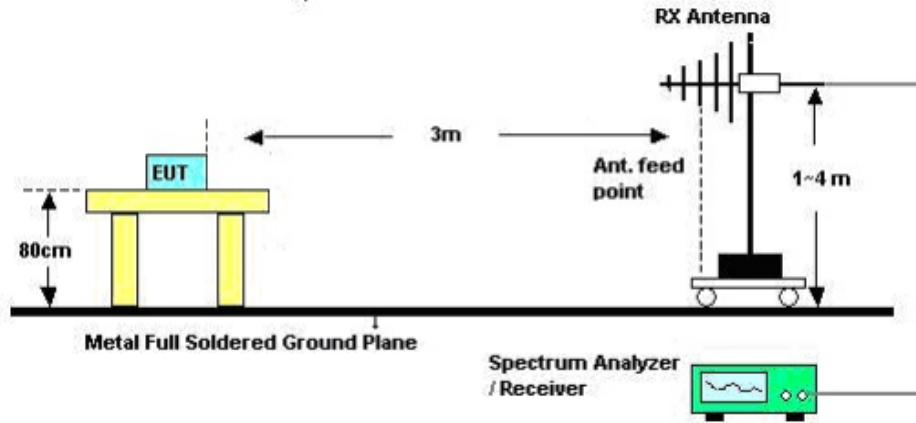 RX Antenna
3m
EUT
Ant. feed
point
1~4 m
80cm
Metal Full Soldered Ground Plane
Spectrum Analyzer
/ Receiver